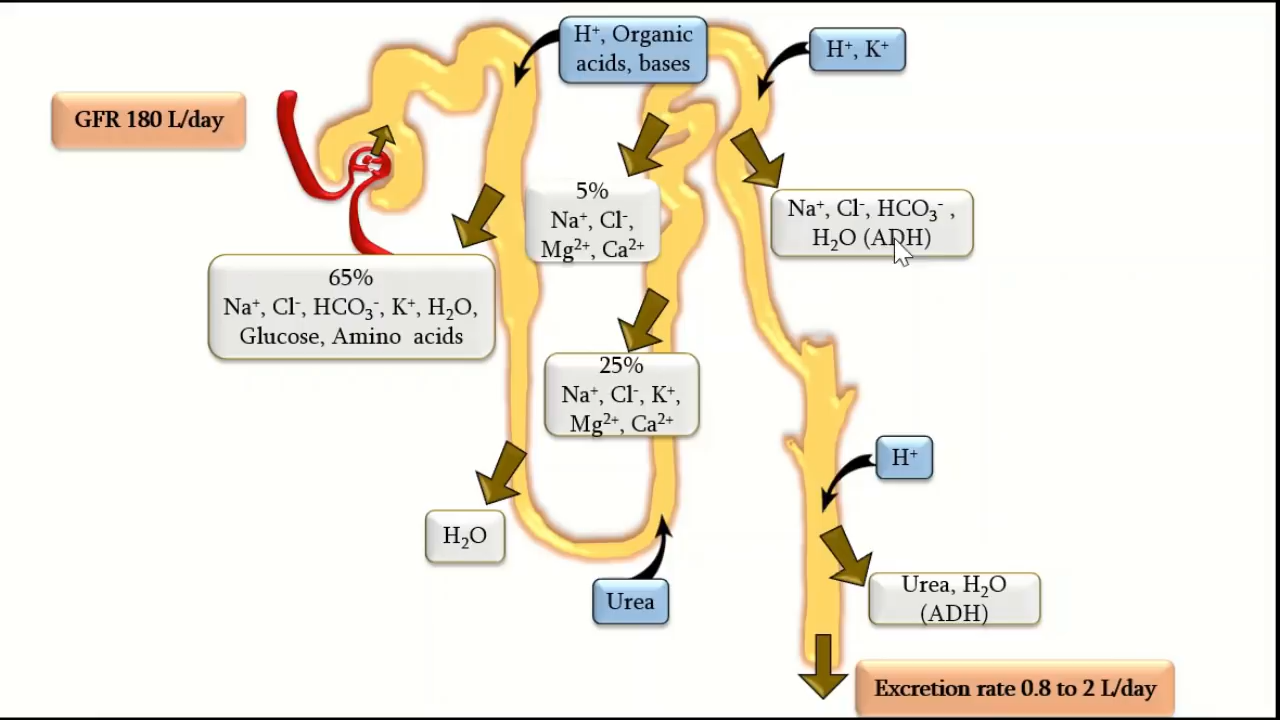 H⁺, Organic
acids, bases
H⁺, K⁺
GFR 180 L/day
5%
Na⁺, Cl⁻,
Mg²⁺, Ca²⁺
Na⁺, Cl⁻, HCO₃⁻ ,
H₂O (ADH)
65%
Na⁺, Cl⁻, HCO₃⁻, K⁺, H₂O,
Glucose, Amino acids
25%
Na⁺, Cl⁻, K⁺,
Mg²⁺, Ca²⁺
H⁺
H₂O
Urea
Urea, H₂O
(ADH)
Excretion rate 0.8 to 2 L/day